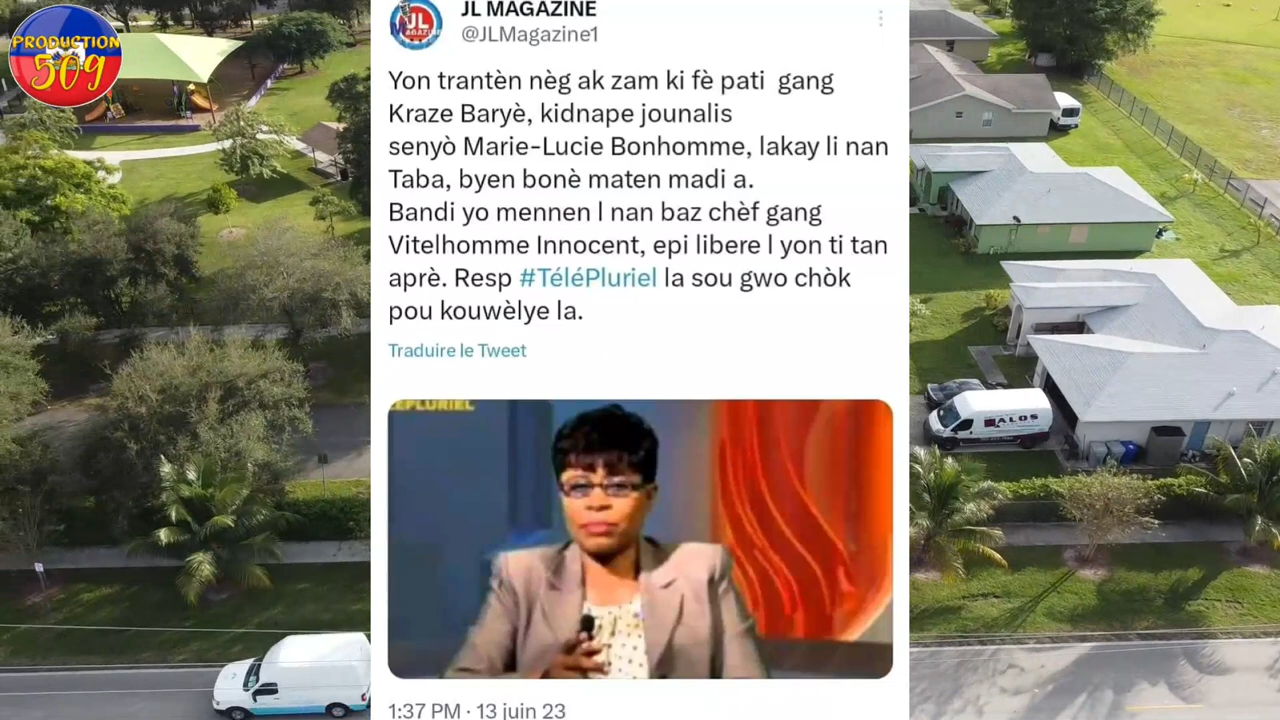 PRODUCTION
509
JL MAGAZINE
@JLMagazine1
Yon trantèn nèg ak zam ki fè pati gang
Kraze Baryè, kidnape jounalis
senyò Marie-Lucie Bonhomme, lakay li nan
Taba, byen bonè maten madi a.
Bandi yo mennen l nan baz chèf gang
Vitelhomme Innocent, epi libere l yon ti tan
aprè. Resp #TéléPluriel la sou gwo chòk
pou kouwèlye la.
Traduire le Tweet
ÉPLURIEL
1:37 PM · 13 juin 23